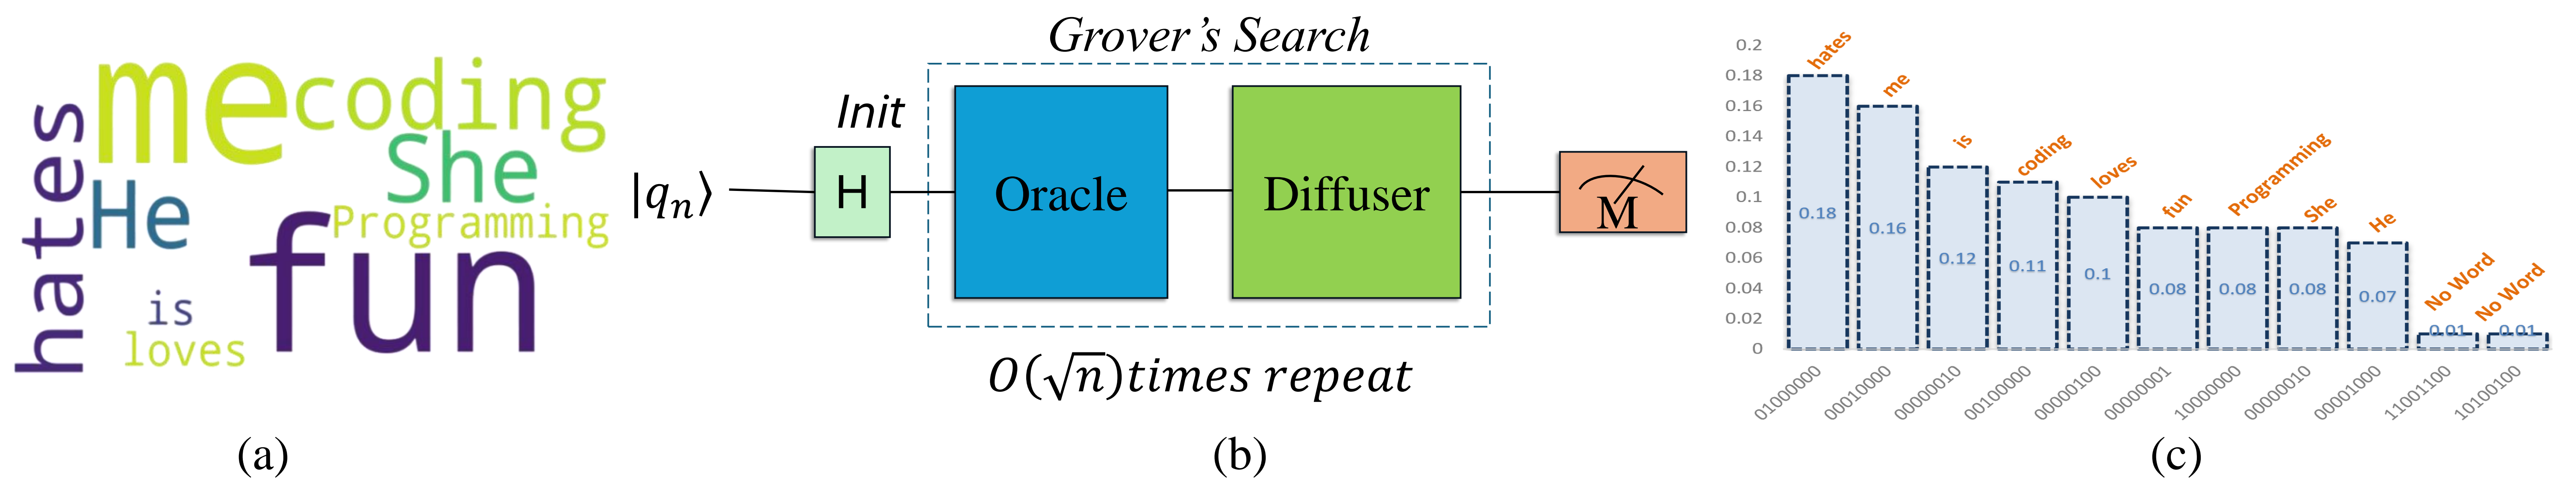 me
coding
hates
She
He
Programming
fun
is
loves
(a)
Grover's Search
Init
|qₙ⟩
H
Oracle
Diffuser
M
O(√n)times repeat
(b)
0.2
0.18
0.16
0.14
0.12
0.1
0.08
0.06
0.04
0.02
0
hates
me
is
coding
loves
fun
Programming
She
He
No Word
No Word
0.18
0.16
0.12
0.11
0.1
0.08
0.08
0.08
0.07
0.01
0.01
01000000
00010000
00000010
00100000
00000100
00000001
10000000
00000010
00001000
11001100
10100100
(c)